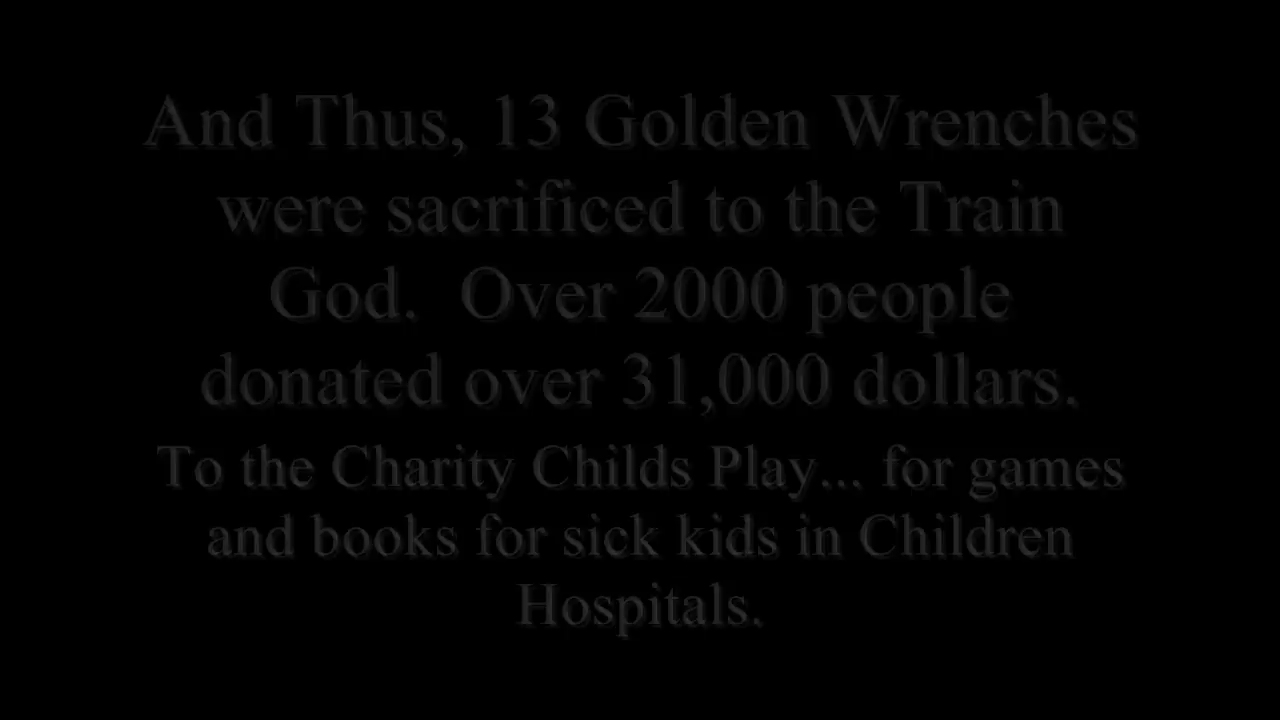 And Thus, 13 Golden Wrenches
were sacrificed to the Train
God.  Over 2000 people
donated over 31,000 dollars.
To the Charity Childs Play... for games
and books for sick kids in Children
Hospitals.